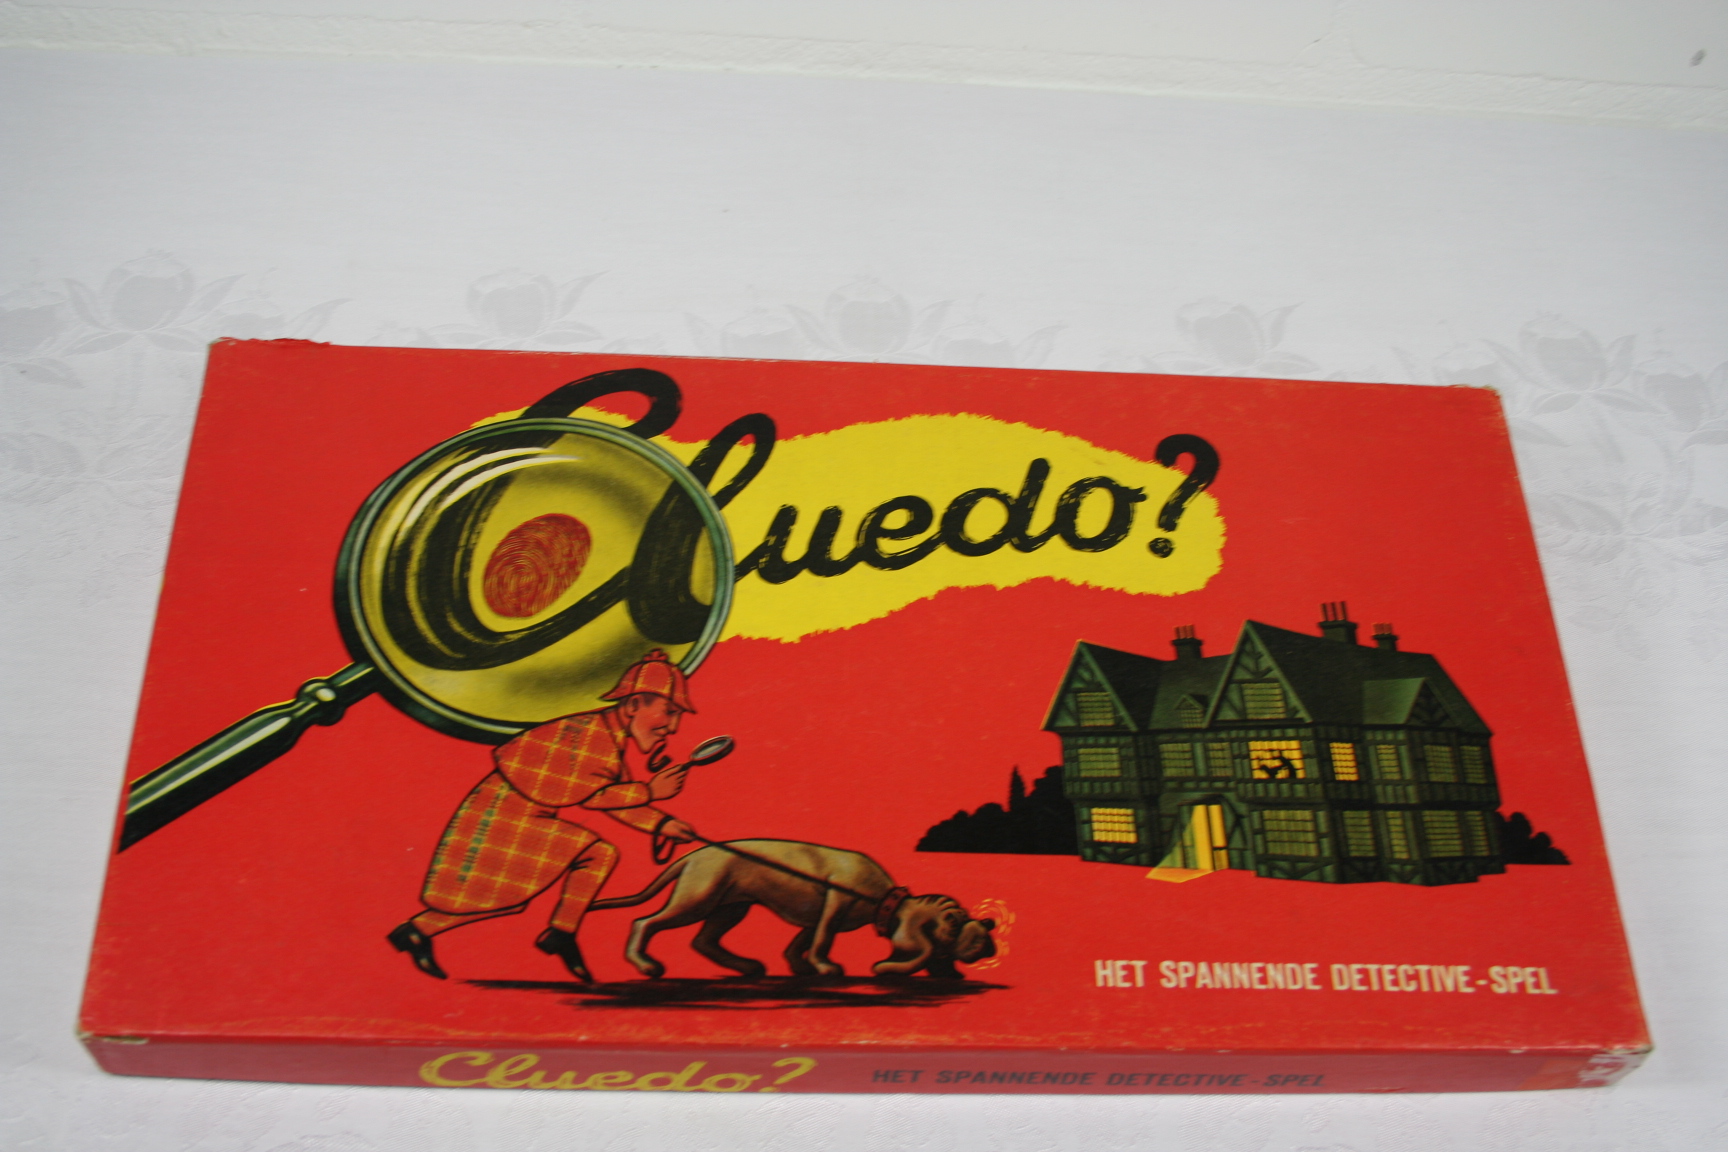 Cluedo?
HET SPANNENDE DETECTIVE-SPEL
Cluedo? HET SPANNENDE DETECTIVE-SPEL